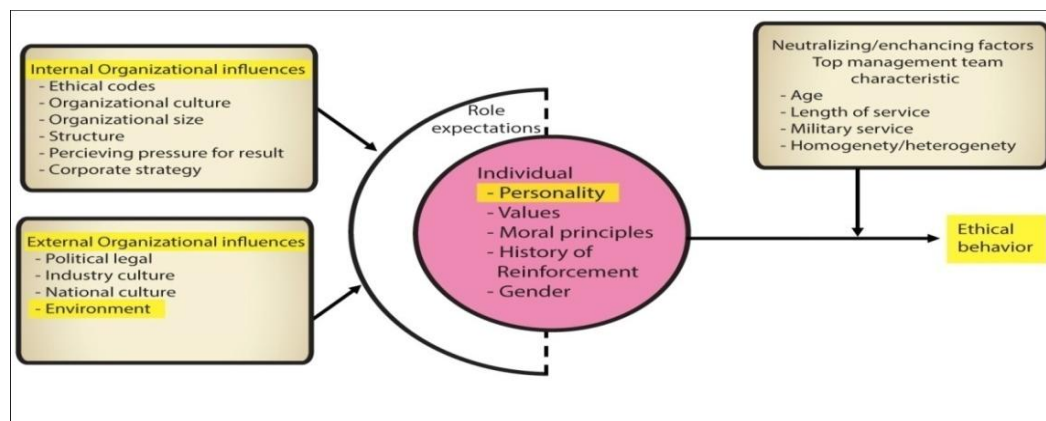 Internal Organizational influences
- Ethical codes
- Organizational culture
- Organizational size
- Structure
- Percieving pressure for result
- Corporate strategy
External Organizational influences
- Political legal
- Industry culture
- National culture
- Environment
Role
expectations
Individual
- Personality
- Values
- Moral principles
- History of
Reinforcement
- Gender
Neutralizing/enchancing factors
Top management team
characteristic
- Age
- Length of service
- Military service
- Homogenety/heterogenety
Ethical
behavior